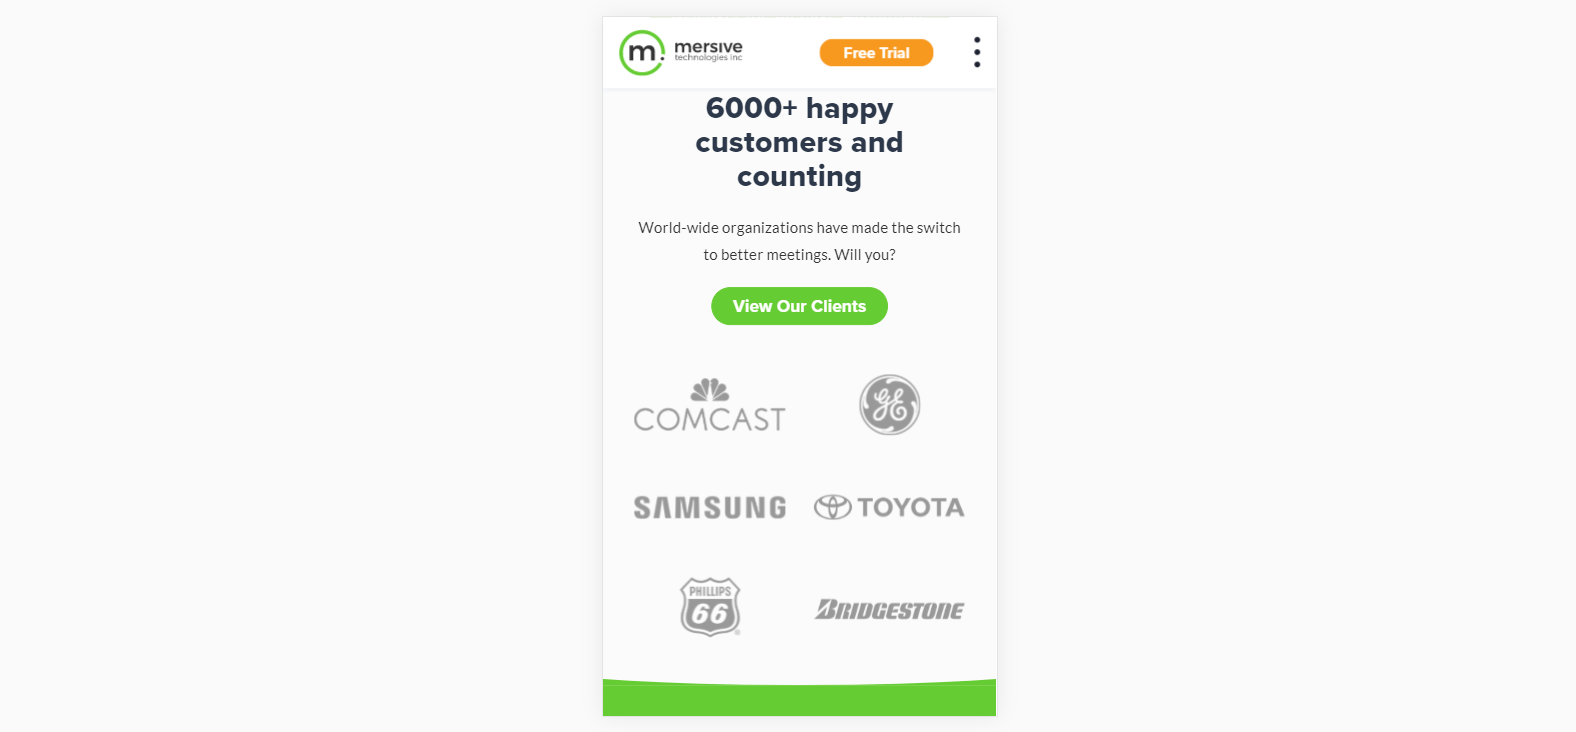 m. mersive
technologies inc
Free Trial
6000+ happy
customers and
counting
World-wide organizations have made the switch
to better meetings. Will you?
View Our Clients
COMCAST
GE
SAMSUNG
TOYOTA
PHILLIPS
66
BRIDGESTONE